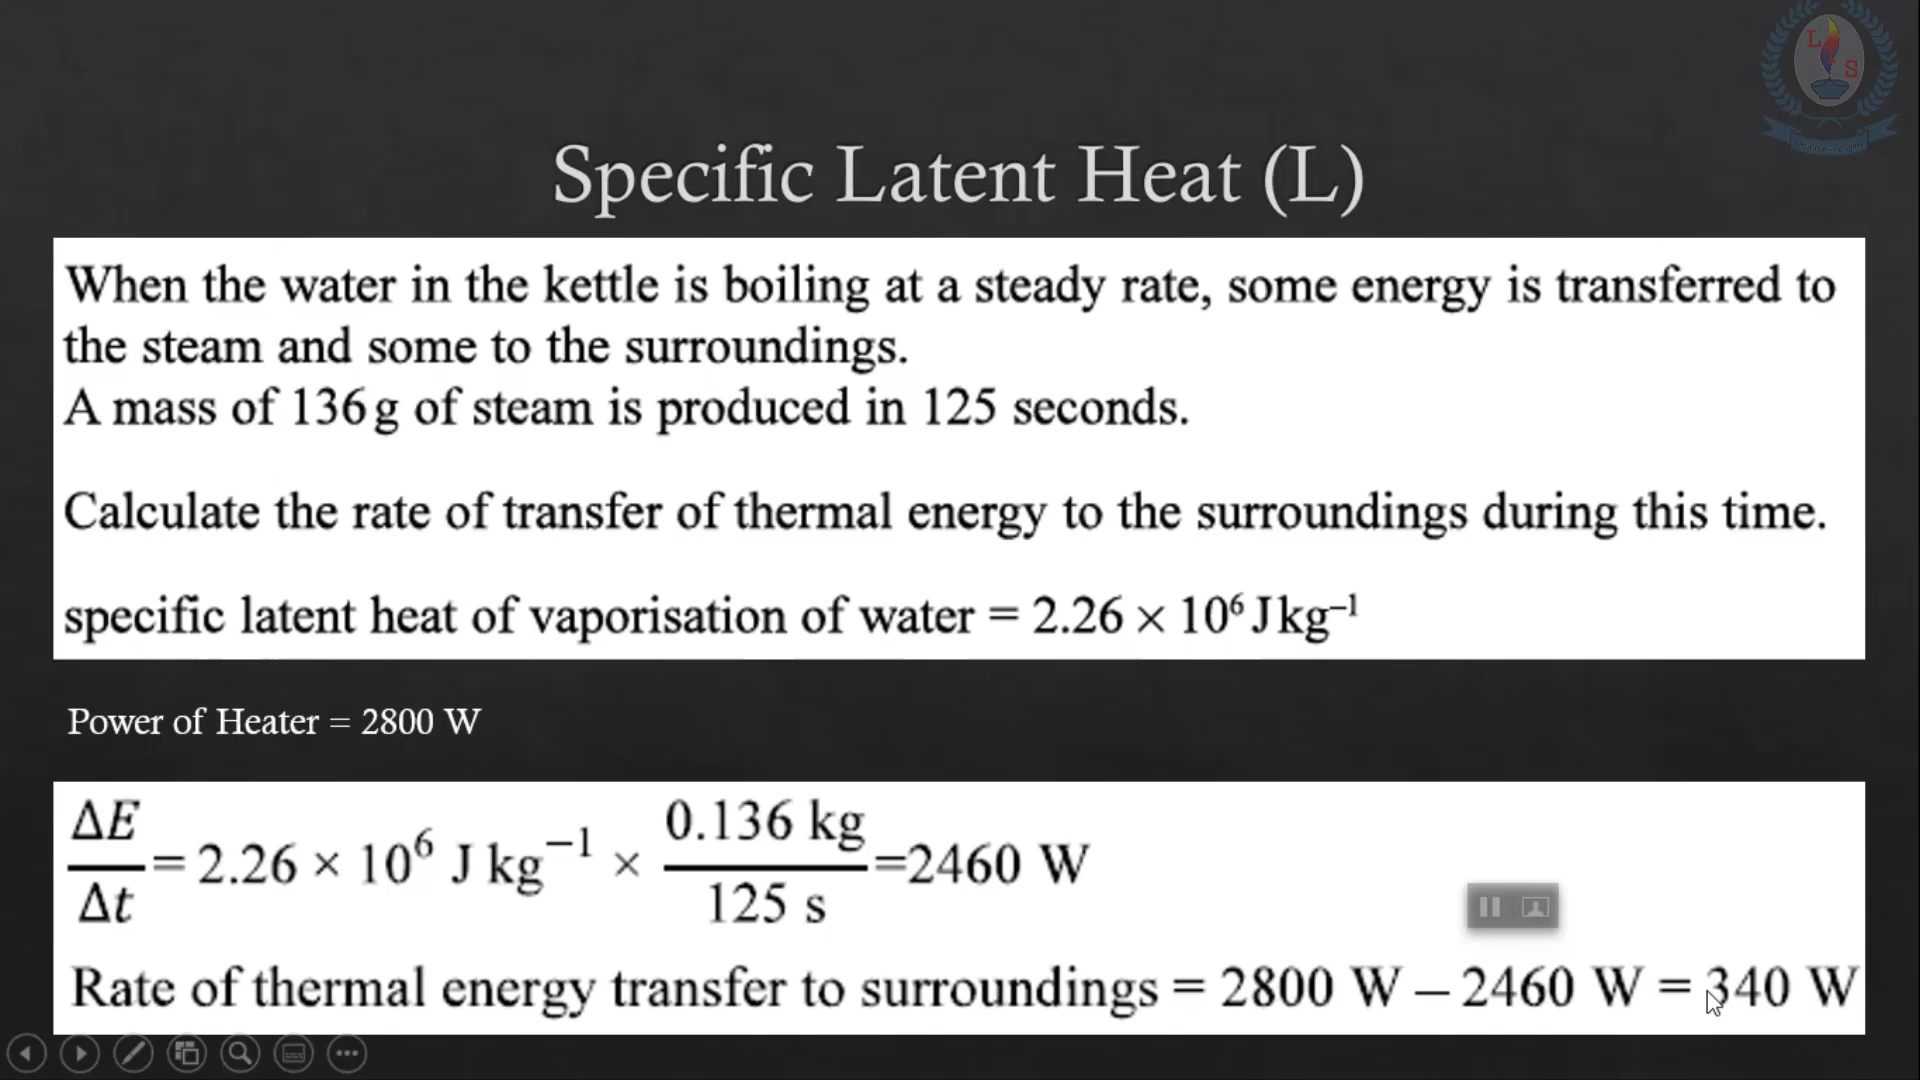 L
S
Specific Latent Heat (L)
When the water in the kettle is boiling at a steady rate, some energy is transferred to
the steam and some to the surroundings.
A mass of 136 g of steam is produced in 125 seconds.
Calculate the rate of transfer of thermal energy to the surroundings during this time.
specific latent heat of vaporisation of water = 2.26 × 10⁶ J kg⁻¹
Power of Heater = 2800 W
ΔE/Δt = 2.26 × 10⁶ J kg⁻¹ × 0.136 kg/125 s =2460 W
Rate of thermal energy transfer to surroundings = 2800 W – 2460 W = 340 W